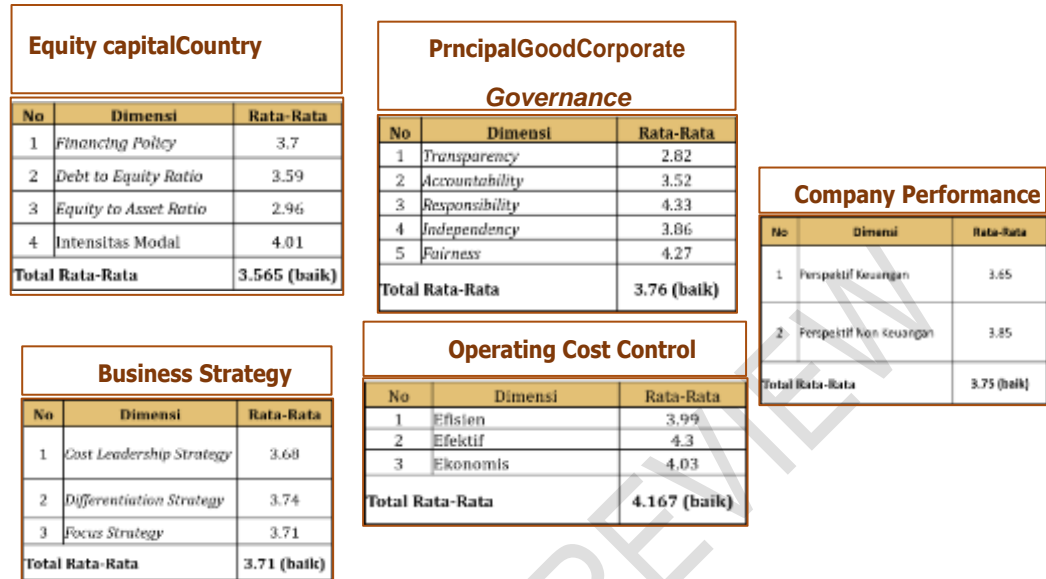 Equity capitalCountry
No Dimensi Rata-Rata
1 Financing Policy 3.7
2 Debt to Equity Ratio 3.59
3 Equity to Asset Ratio 2.96
4 Intensitas Modal 4.01
Total Rata-Rata 3.565 (baik)
PrncipalGoodCorporate
Governance
No Dimensi Rata-Rata
1 Transparency 2.82
2 Accountability 3.52
3 Responsibility 4.33
4 Independency 3.86
5 Fairness 4.27
Total Rata-Rata 3.76 (baik)
Company Performance
No Dimensi Rata-Rata
1 Perspektif Keuangan 3.65
2 Perspektif Non Keuangan 3.85
Total Rata-Rata 3.75 (baik)
Business Strategy
No Dimensi Rata-Rata
1 Cost Leadership Strategy 3.68
2 Differentiation Strategy 3.74
3 Focus Strategy 3.71
Total Rata-Rata 3.71 (baik)
Operating Cost Control
No Dimensi Rata-Rata
1 Efisien 3.99
2 Efektif 4.3
3 Ekonomis 4.03
Total Rata-Rata 4.167 (baik)
EVIEW